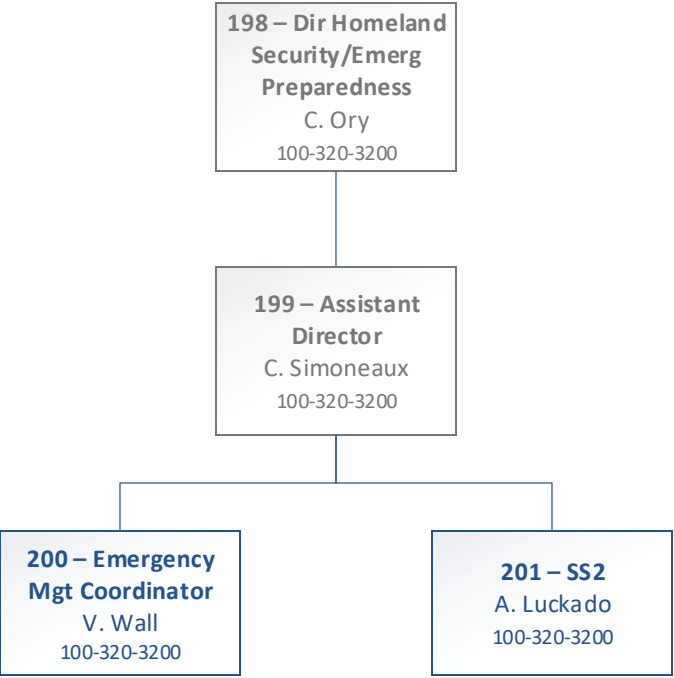 198 – Dir Homeland
Security/Emerg
Preparedness
C. Ory
100-320-3200
199 – Assistant
Director
C. Simoneaux
100-320-3200
200 – Emergency
Mgt Coordinator
V. Wall
100-320-3200
201 – SS2
A. Luckado
100-320-3200